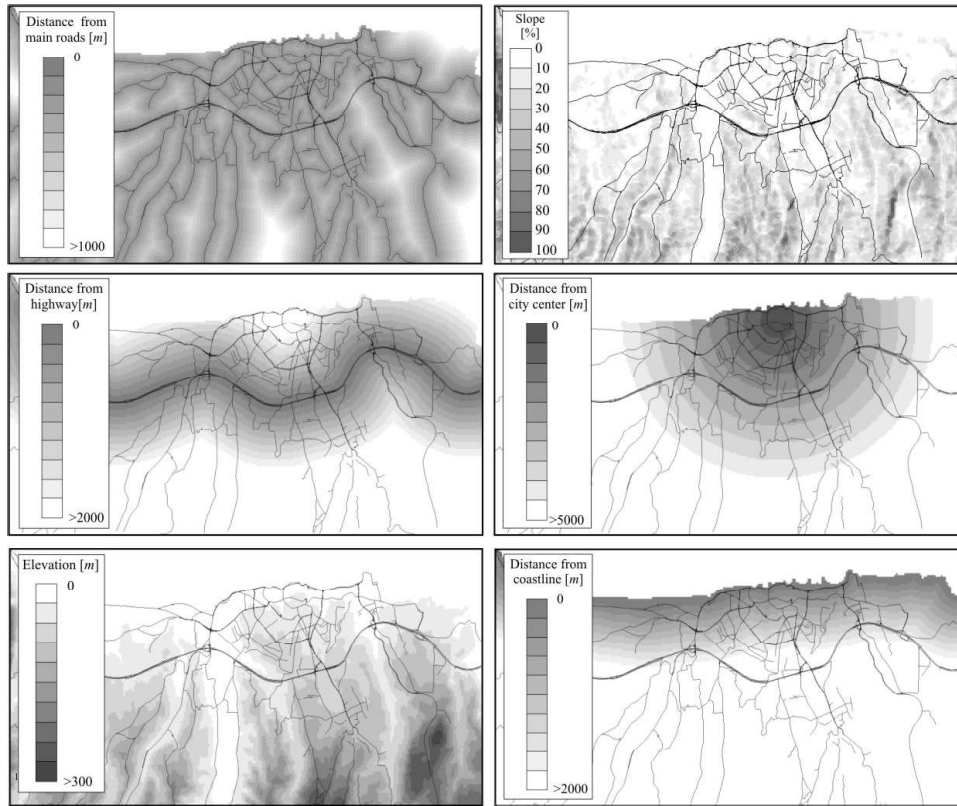 Distance from
main roads [m]
0
>1000
Slope
[%]
0
10
20
30
40
50
60
70
80
90
100
Distance from
highway[m]
0
>2000
Distance from
city center [m]
0
>5000
Elevation [m]
0
>300
Distance from
coastline [m]
0
>2000